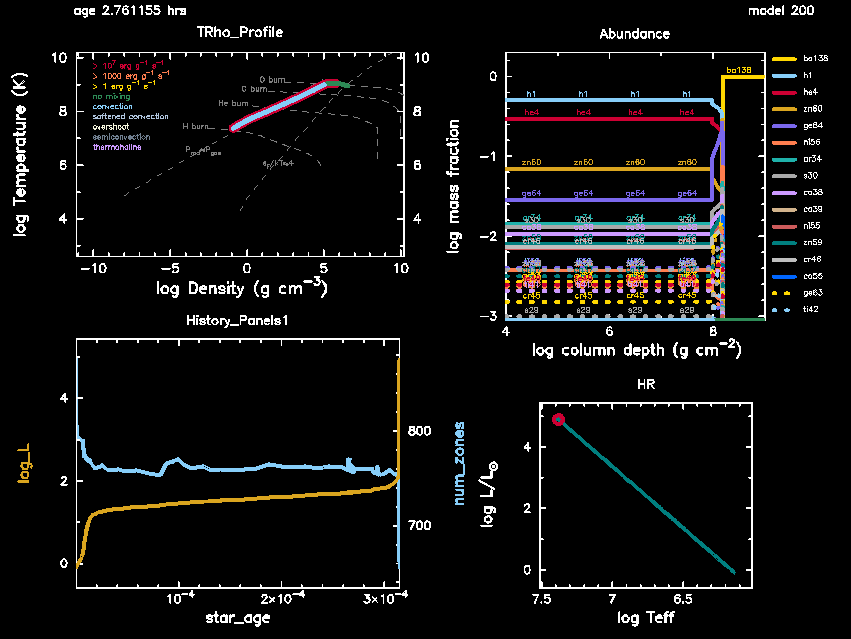 age 2.761155 hrs
model 200
TRho_Profile
log Temperature (K)
10
8
6
4
10
8
6
4
> 10⁷ erg g⁻¹ s⁻¹
> 1000 erg g⁻¹ s⁻¹
> 1 erg g⁻¹ s⁻¹
no mixing
convection
softened convection
overshoot
semiconvection
thermohaline
O burn
C burn
He burn
H burn
−10
−5
0
5
10
log Density (g cm⁻³)
Abundance
log mass fraction
0
−1
−2
−3
ba138
h1 h1 h1 h1
he4 he4 he4 he4
zn60 zn60 zn60 zn60
ge64 ge64 ge64 ge64
cr46 cr46 cr46 cr46
cr45 cr45 cr45 cr45
s29 s29 s29 s29
4
6
8
log column depth (g cm⁻²)
ba138
h1
he4
zn60
ge64
ni56
ar34
s30
ca38
ca39
ni55
zn59
cr46
co55
ge63
ti42
History_Panels1
log_L
4
2
0
800
700
num_zones
10⁻⁴
2×10⁻⁴
3×10⁻⁴
star_age
HR
log L/L☉
4
2
0
7.5
7
6.5
log Teff